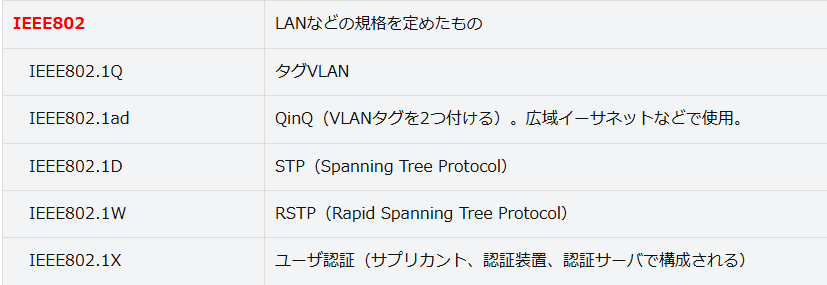 IEEE802 LANなどの規格を定めたもの
IEEE802.1Q タグVLAN
IEEE802.1ad QinQ（VLANタグを2つ付ける）。広域イーサネットなどで使用。
IEEE802.1D STP（Spanning Tree Protocol）
IEEE802.1W RSTP（Rapid Spanning Tree Protocol）
IEEE802.1X ユーザ認証（サプリカント、認証装置、認証サーバで構成される）